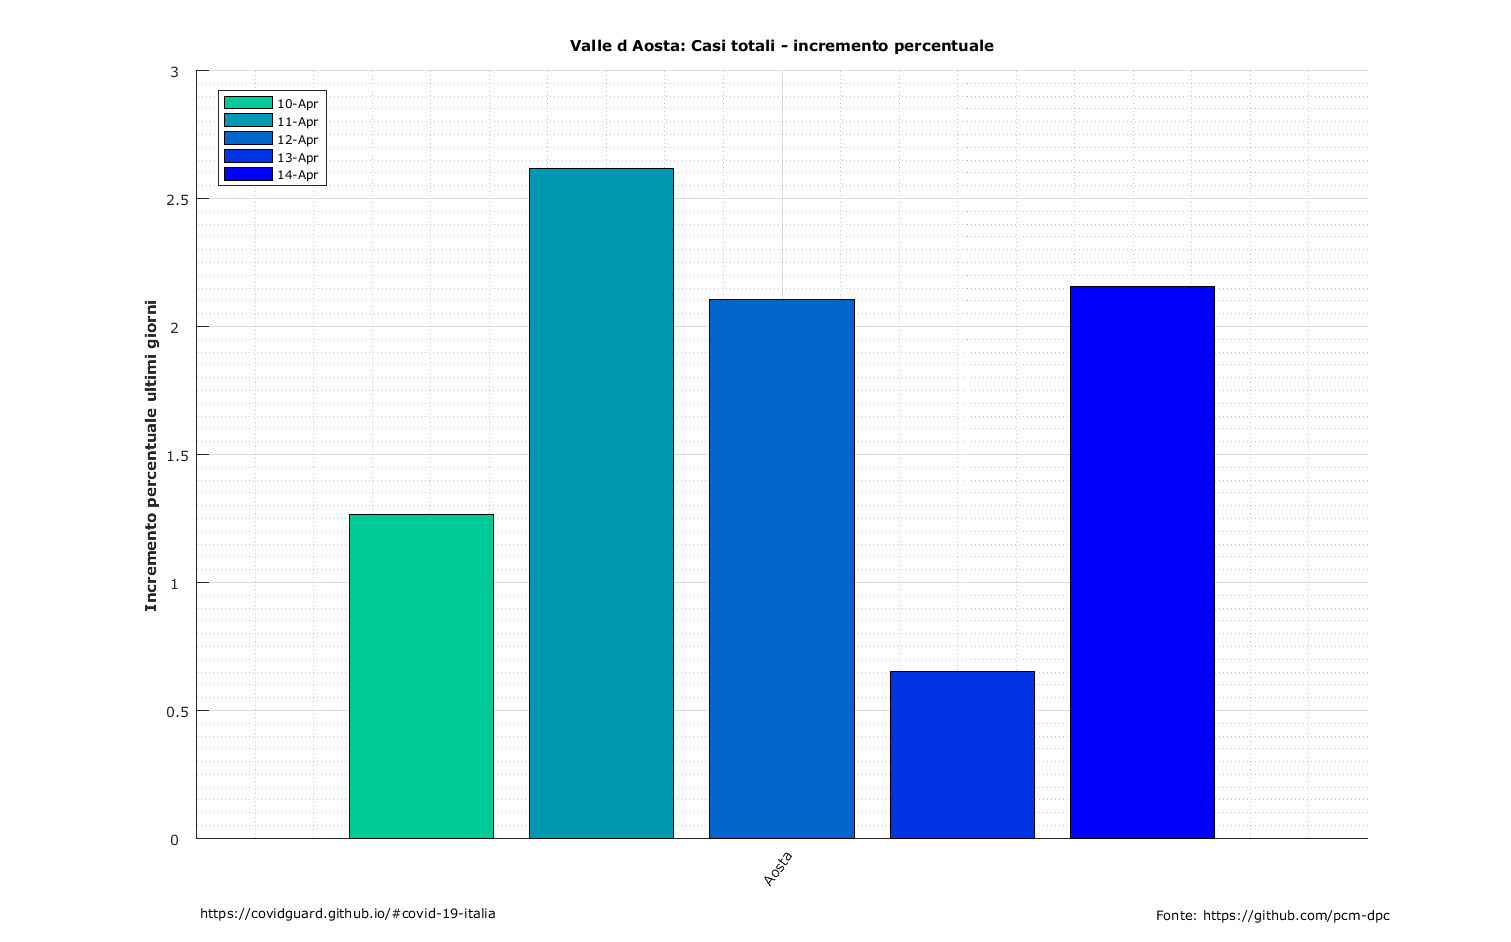 Valle d Aosta: Casi totali - incremento percentuale
3
2.5
2
1.5
1
0.5
0
Incremento percentuale ultimi giorni
10-Apr
11-Apr
12-Apr
13-Apr
14-Apr
Aosta
https://covidguard.github.io/#covid-19-italia
Fonte: https://github.com/pcm-dpc